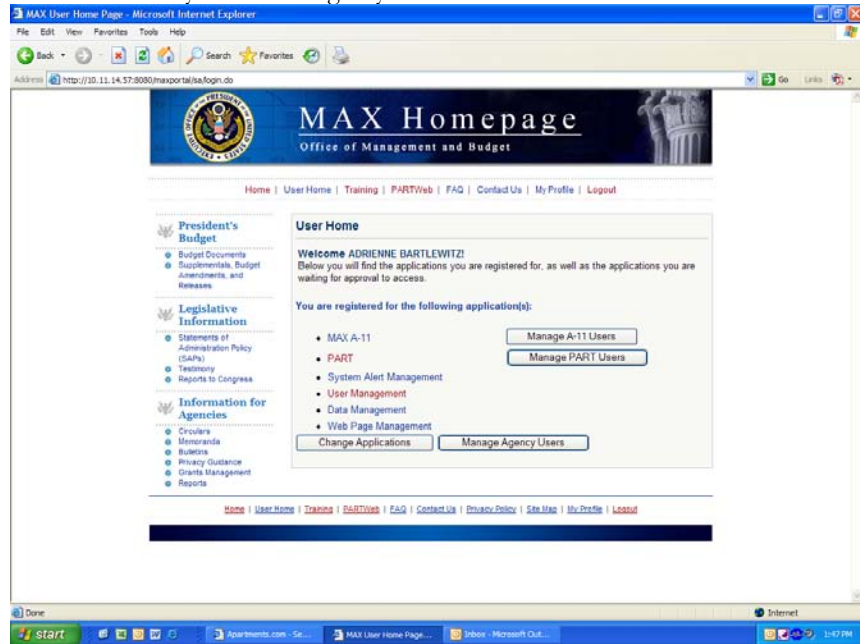 MAX User Home Page - Microsoft Internet Explorer
File Edit View Favorites Tools Help
Back Search Favorites
Address http://10.11.14.57:8080/maxportal/sa/login.do Go Links
MAX Homepage
Office of Management and Budget
Home | User Home | Training | PARTWeb | FAQ | Contact Us | My Profile | Logout
President's
Budget
Budget Documents
Supplementals, Budget
Amendments, and
Releases
Legislative
Information
Statements of
Administration Policy
(SAPs)
Testimony
Reports to Congress
Information for
Agencies
Circulars
Memoranda
Bulletins
Privacy Guidance
Grants Management
Reports
User Home
Welcome ADRIENNE BARTLEWITZ!
Below you will find the applications you are registered for, as well as the applications you are
waiting for approval to access.
You are registered for the following application(s):
MAX A-11 Manage A-11 Users
PART Manage PART Users
System Alert Management
User Management
Data Management
Web Page Management
Change Applications Manage Agency Users
Home | User Home | Training | PARTWeb | FAQ | Contact Us | Privacy Policy | Site Map | My Profile | Logout
Done Internet
start Apartments.com - Se... MAX User Home Page... Inbox - Microsoft Out... 1:47 PM